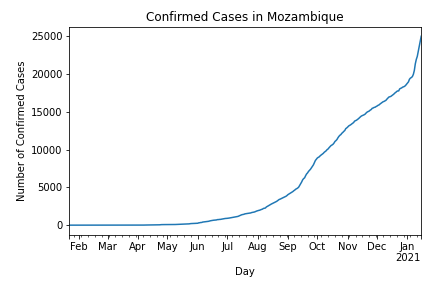 Confirmed Cases in Mozambique
Number of Confirmed Cases
25000
20000
15000
10000
5000
0
Feb Mar Apr May Jun Jul Aug Sep Oct Nov Dec Jan
2021
Day